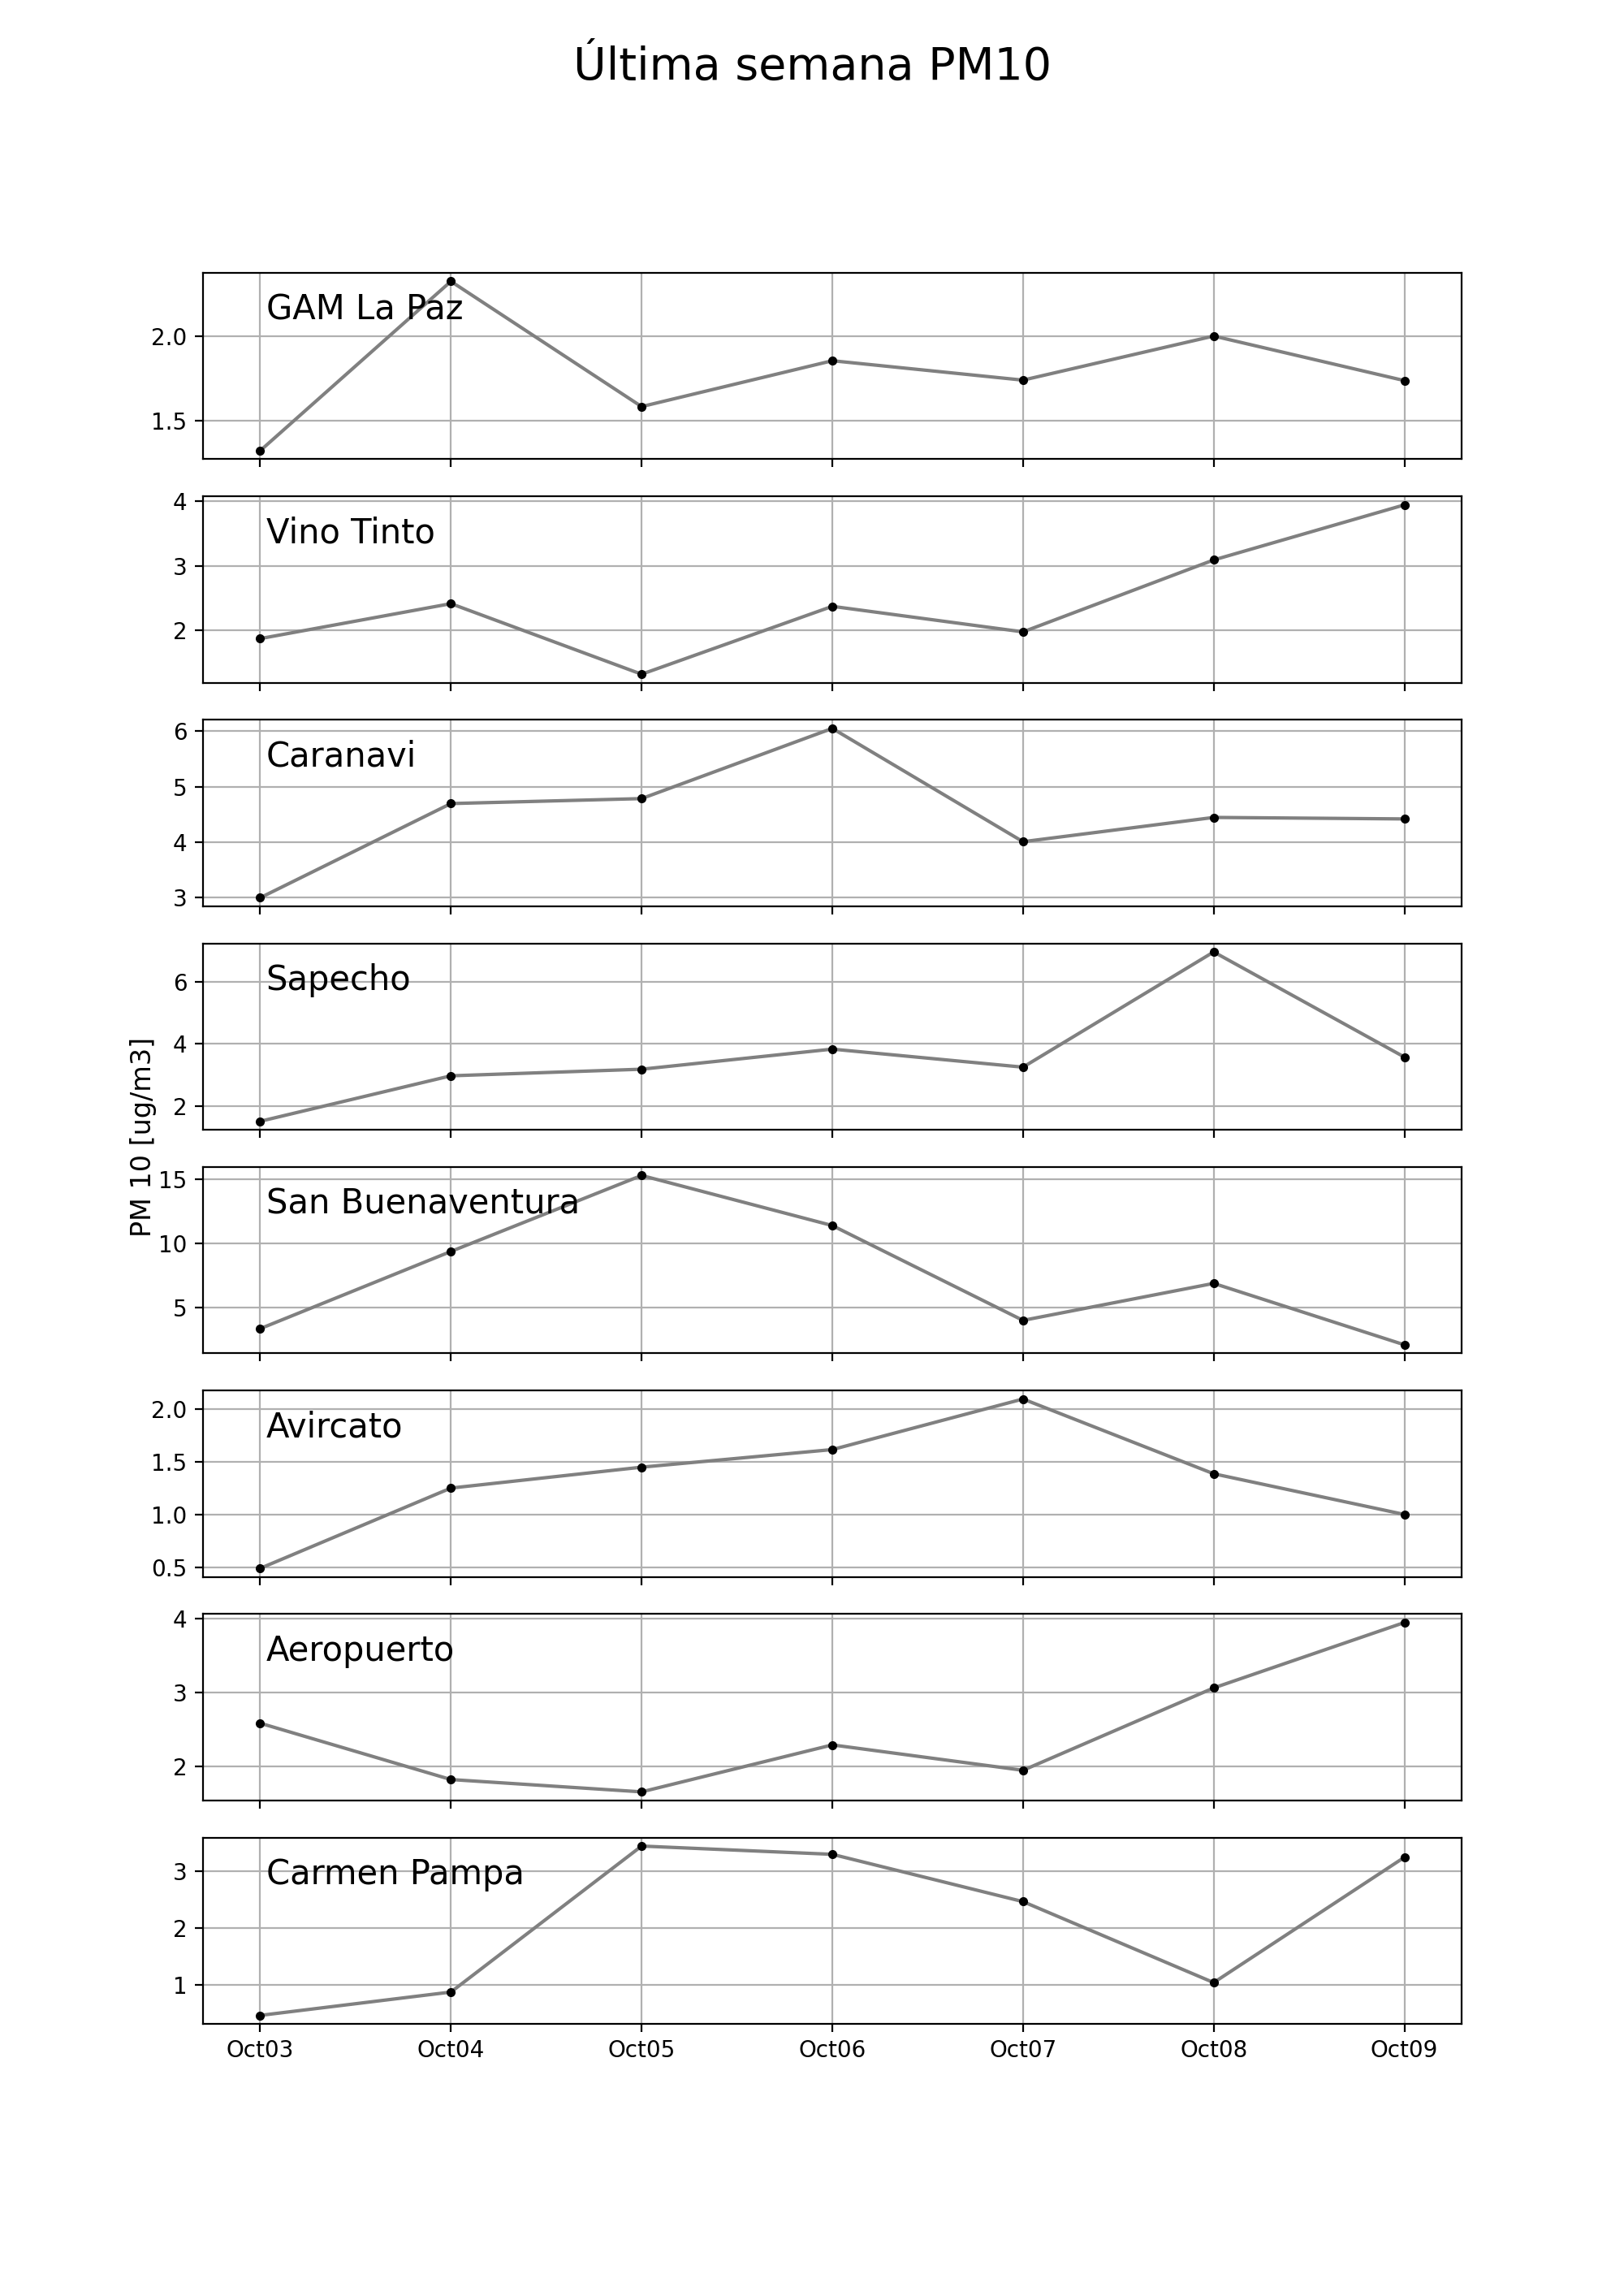 Última semana PM10
GAM La Paz
2.0
1.5
Vino Tinto
4
3
2
Caranavi
6
5
4
3
Sapecho
6
4
2
PM 10 [ug/m3]
San Buenaventura
15
10
5
Avircato
2.0
1.5
1.0
0.5
Aeropuerto
4
3
2
Carmen Pampa
3
2
1
Oct03 Oct04 Oct05 Oct06 Oct07 Oct08 Oct09